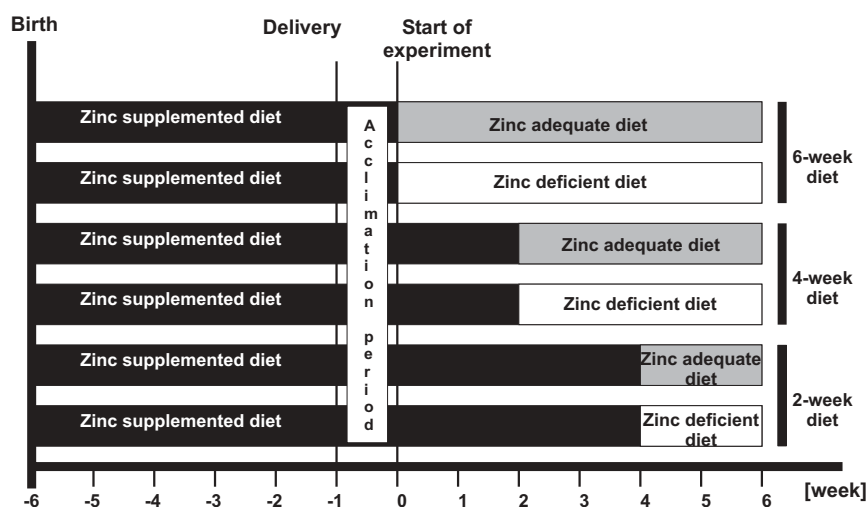 Birth
Delivery
Start of
experiment
Zinc supplemented diet
Zinc adequate diet
Zinc supplemented diet
Zinc deficient diet
6-week
diet
Zinc supplemented diet
Zinc adequate diet
Zinc supplemented diet
Zinc deficient diet
4-week
diet
Zinc supplemented diet
Zinc adequate
diet
Zinc supplemented diet
Zinc deficient
diet
2-week
diet
Acclimation period
-6 -5 -4 -3 -2 -1 0 1 2 3 4 5 6 [week]